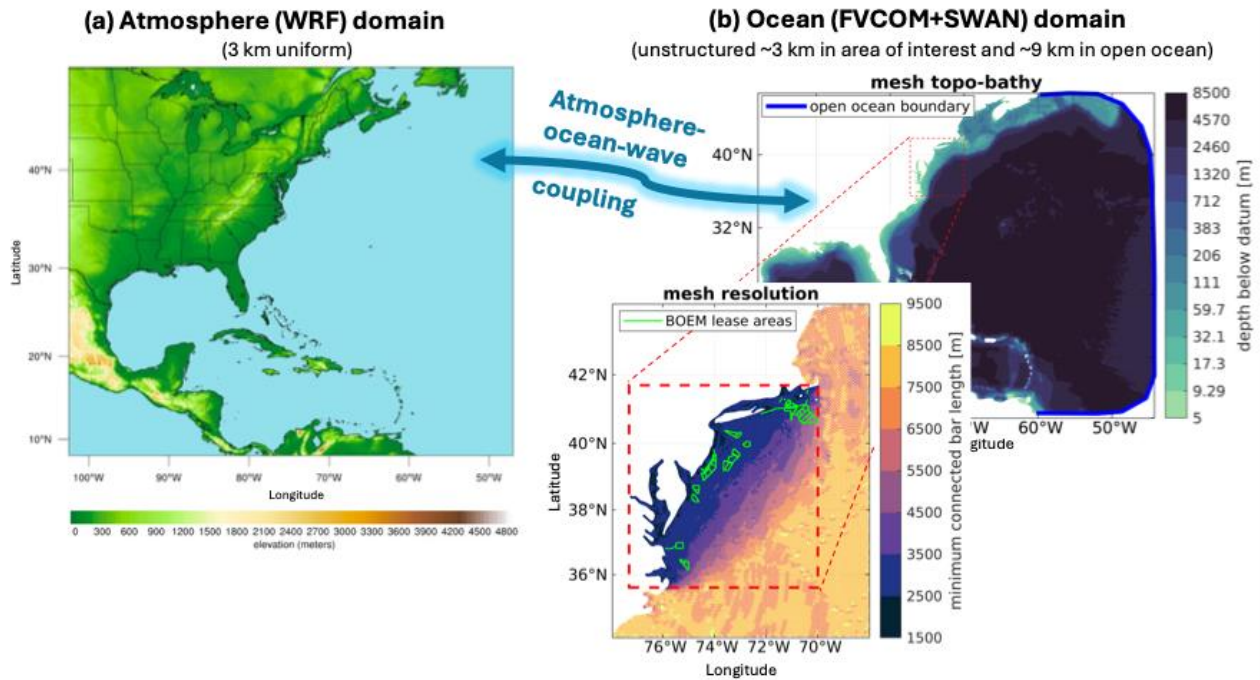 (a) Atmosphere (WRF) domain
(3 km uniform)
40°N
30°N
20°N
10°N
Latitude
100°W 90°W 80°W 70°W 60°W 50°W
Longitude
0 300 600 900 1200 1500 1800 2100 2400 2700 3000 3300 3600 3900 4200 4500 4800
elevation (meters)
Atmosphere-
ocean-wave
coupling
(b) Ocean (FVCOM+SWAN) domain
(unstructured ~3 km in area of interest and ~9 km in open ocean)
mesh topo-bathy
open ocean boundary
40°N
32°N
°W 60°W 50°W
gitude
8500
4570
2460
1320
712
383
206
111
59.7
32.1
17.3
9.29
5
depth below datum [m]
mesh resolution
BOEM lease areas
42°N
40°N
38°N
36°N
Latitude
76°W 74°W 72°W 70°W
Longitude
9500
8500
7500
6500
5500
4500
3500
2500
1500
minimum connected bar length [m]